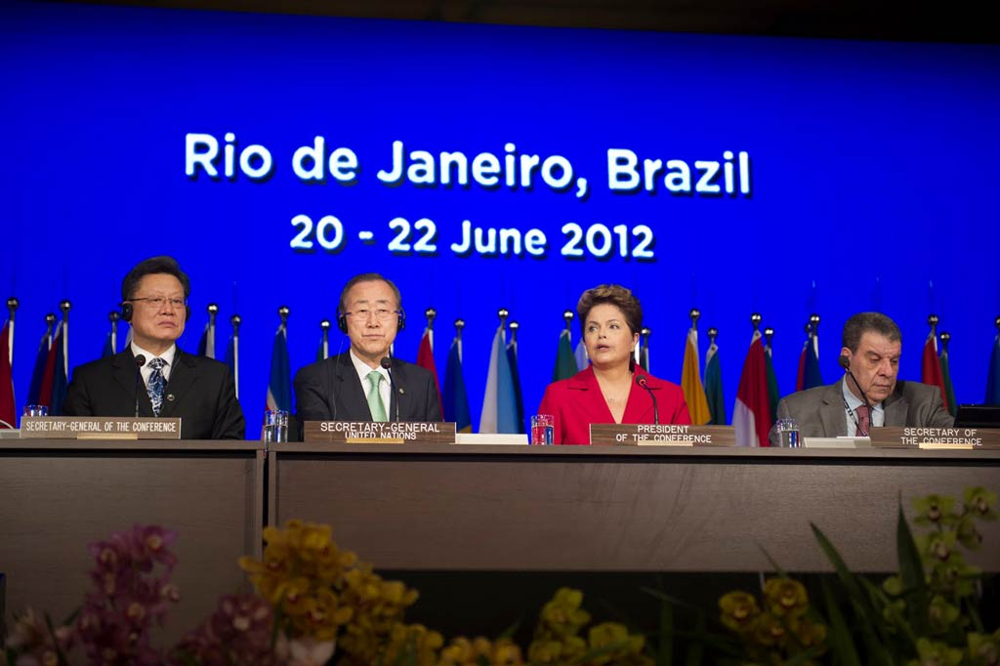 Rio de Janeiro, Brazil
20 - 22 June 2012
SECRETARY-GENERAL OF THE CONFERENCE
SECRETARY-GENERAL
UNITED NATIONS
PRESIDENT
OF THE CONFERENCE
SECRETARY OF
THE CONFERENCE